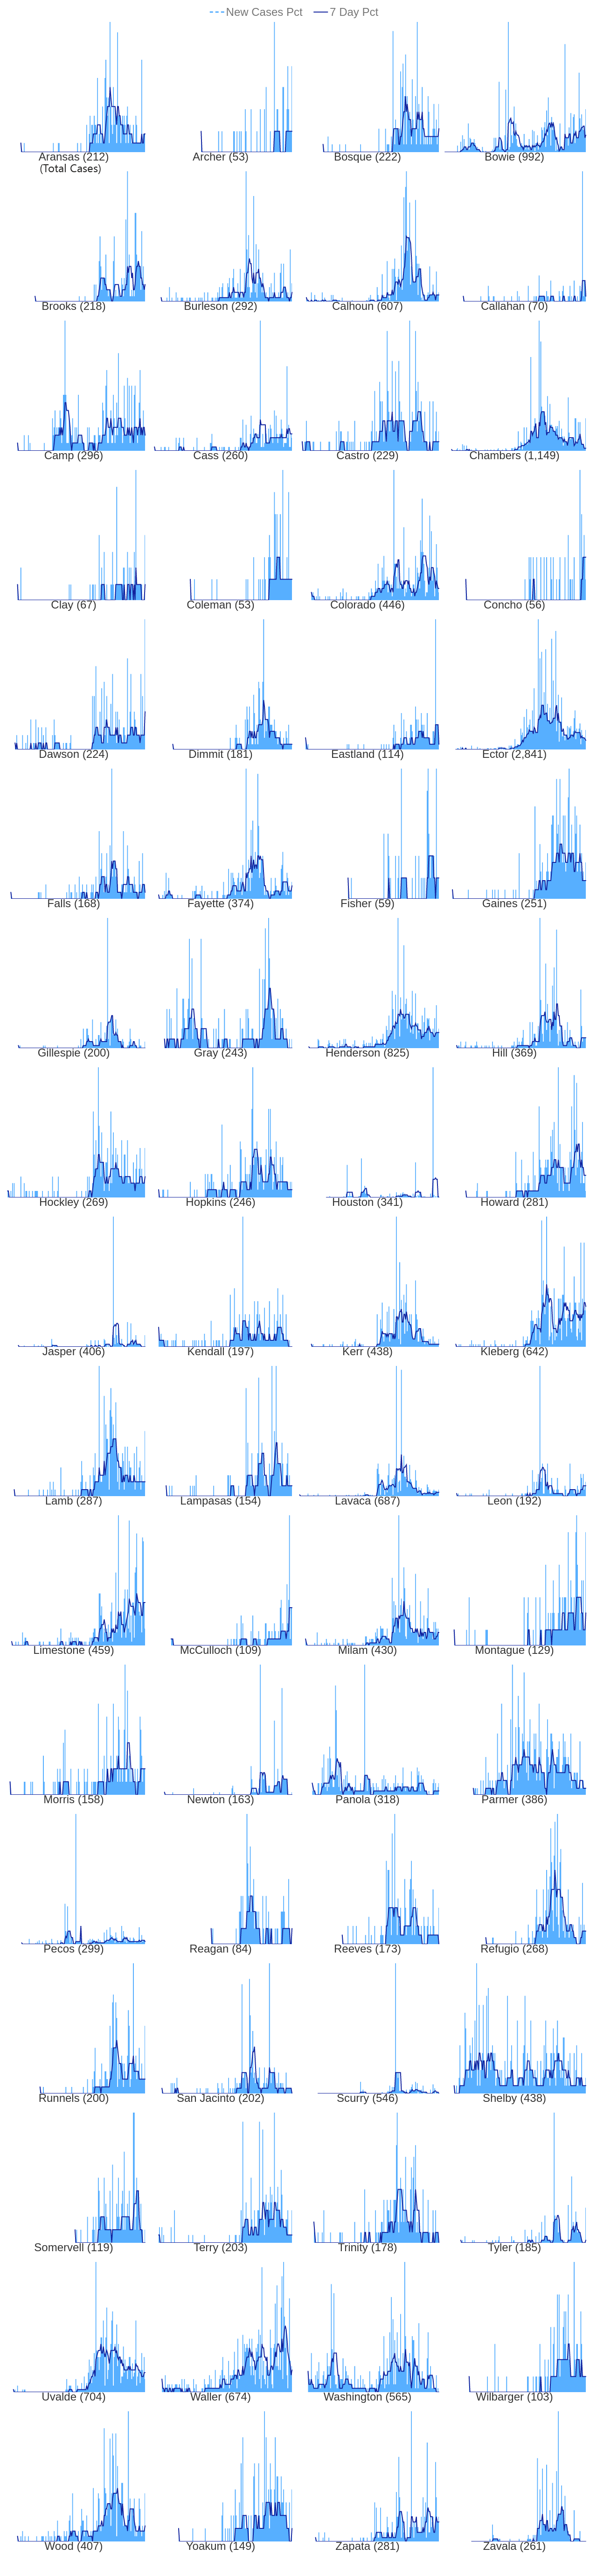 New Cases Pct 7 Day Pct
Aransas (212) Archer (53) Bosque (222) Bowie (992)
(Total Cases)
Brooks (218) Burleson (292) Calhoun (607) Callahan (70)
Camp (296) Cass (260) Castro (229) Chambers (1,149)
Clay (67) Coleman (53) Colorado (446) Concho (56)
Dawson (224) Dimmit (181) Eastland (114) Ector (2,841)
Falls (168) Fayette (374) Fisher (59) Gaines (251)
Gillespie (200) Gray (243) Henderson (825) Hill (369)
Hockley (269) Hopkins (246) Houston (341) Howard (281)
Jasper (406) Kendall (197) Kerr (438) Kleberg (642)
Lamb (287) Lampasas (154) Lavaca (687) Leon (192)
Limestone (459) McCulloch (109) Milam (430) Montague (129)
Morris (158) Newton (163) Panola (318) Parmer (386)
Pecos (299) Reagan (84) Reeves (173) Refugio (268)
Runnels (200) San Jacinto (202) Scurry (546) Shelby (438)
Somervell (119) Terry (203) Trinity (178) Tyler (185)
Uvalde (704) Waller (674) Washington (565) Wilbarger (103)
Wood (407) Yoakum (149) Zapata (281) Zavala (261)